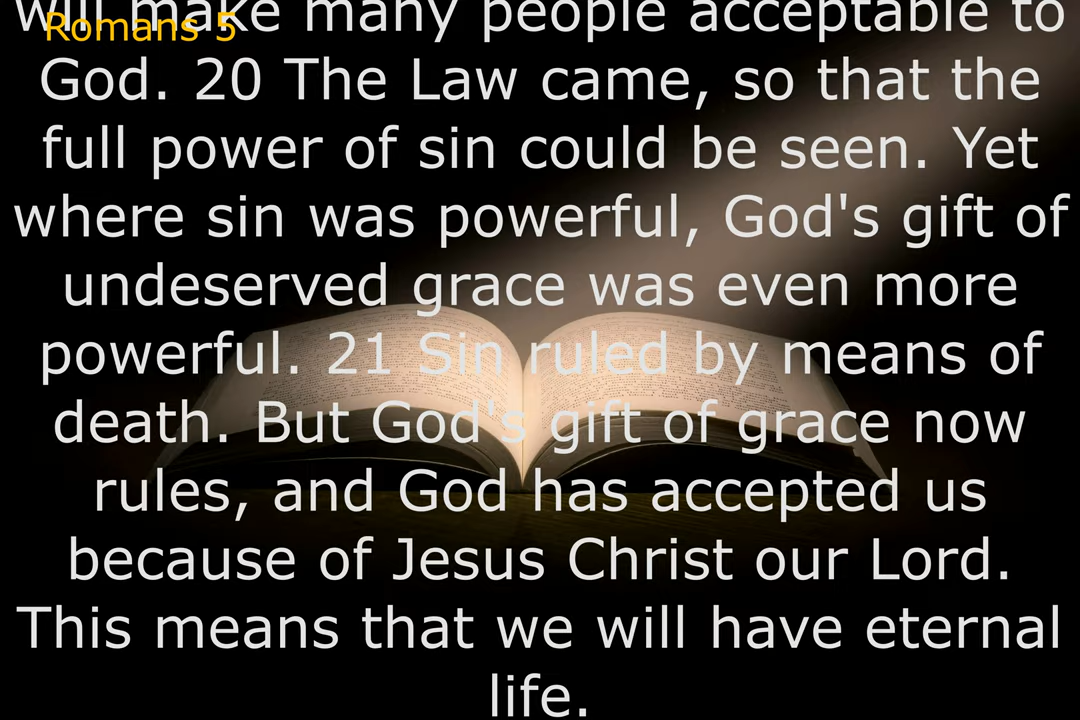 Romans 5
will make many people acceptable to
God. 20 The Law came, so that the
full power of sin could be seen. Yet
where sin was powerful, God's gift of
undeserved grace was even more
powerful. 21 Sin ruled by means of
death. But God's gift of grace now
rules, and God has accepted us
because of Jesus Christ our Lord.
This means that we will have eternal
life.